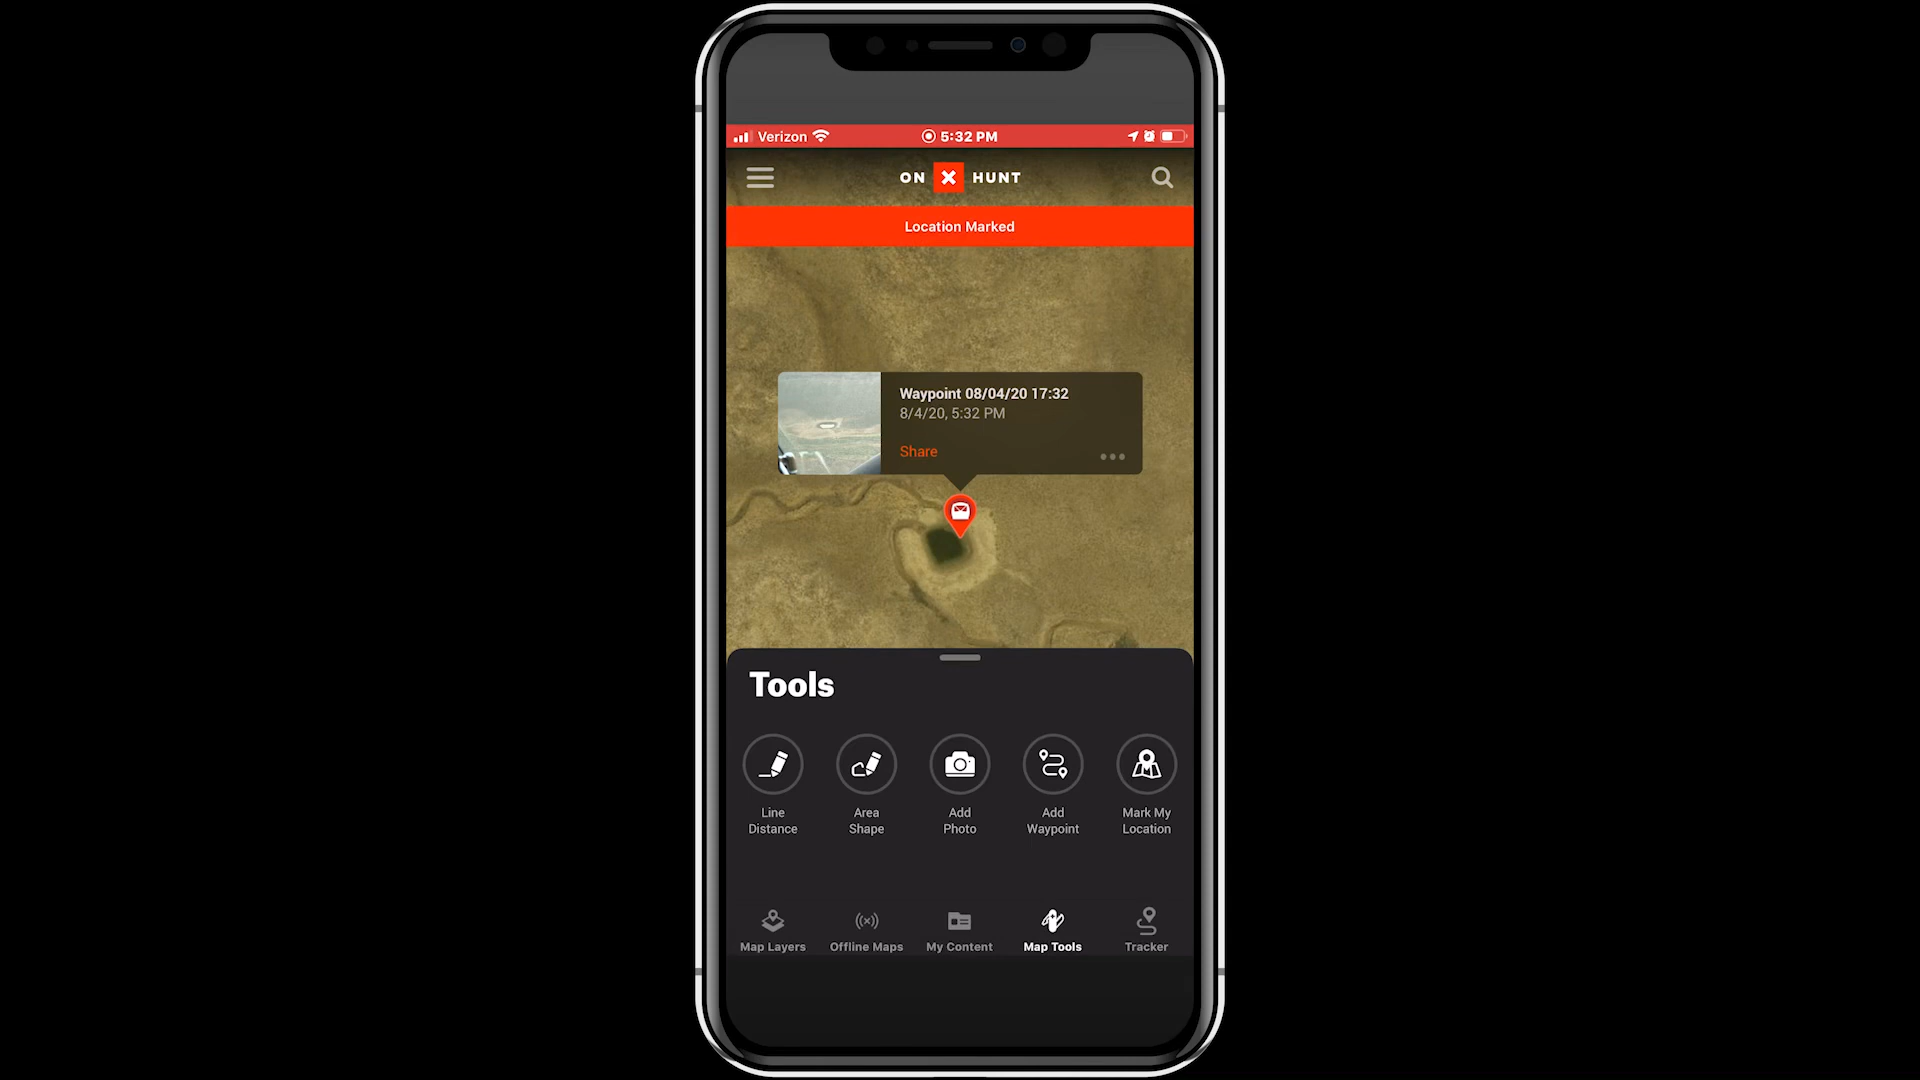 Verizon 5:32 PM
ON X HUNT
Location Marked
Waypoint 08/04/20 17:32
8/4/20, 5:32 PM
Share
Tools
Line Distance
Area Shape
Add Photo
Add Waypoint
Mark My Location
Map Layers
Offline Maps
My Content
Map Tools
Tracker